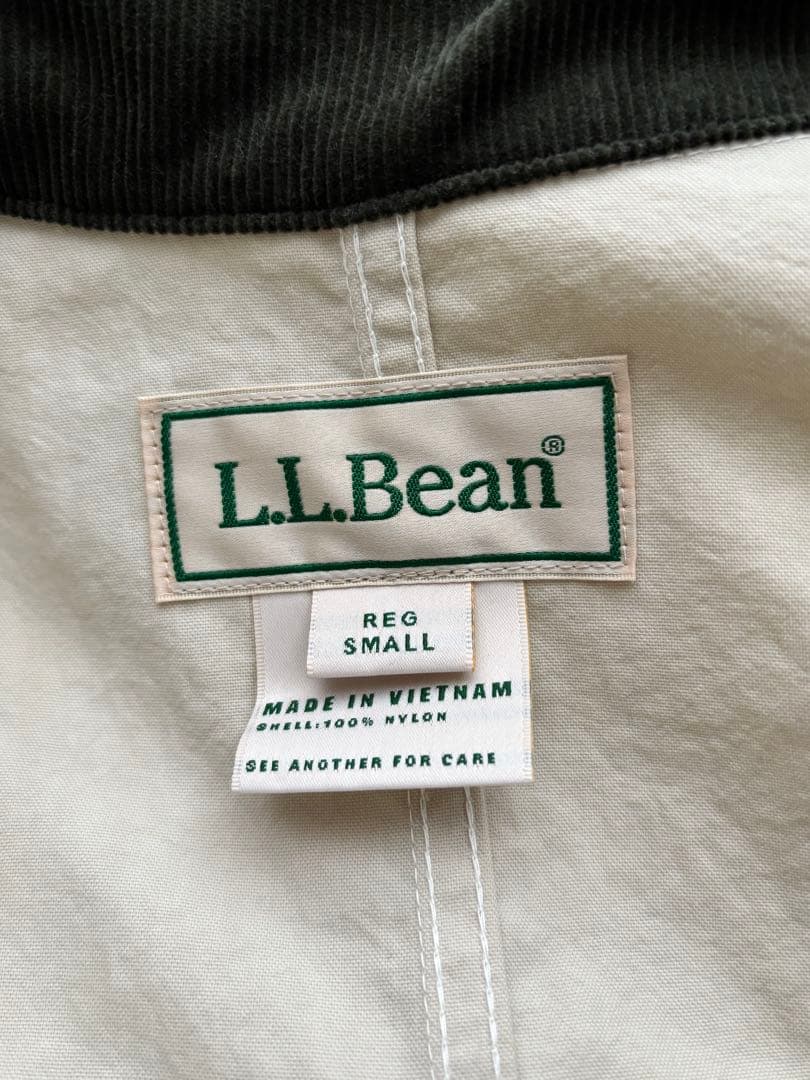 L.L.Bean®
REG
SMALL
MADE IN VIETNAM
SHELL:100% NYLON
SEE ANOTHER FOR CARE